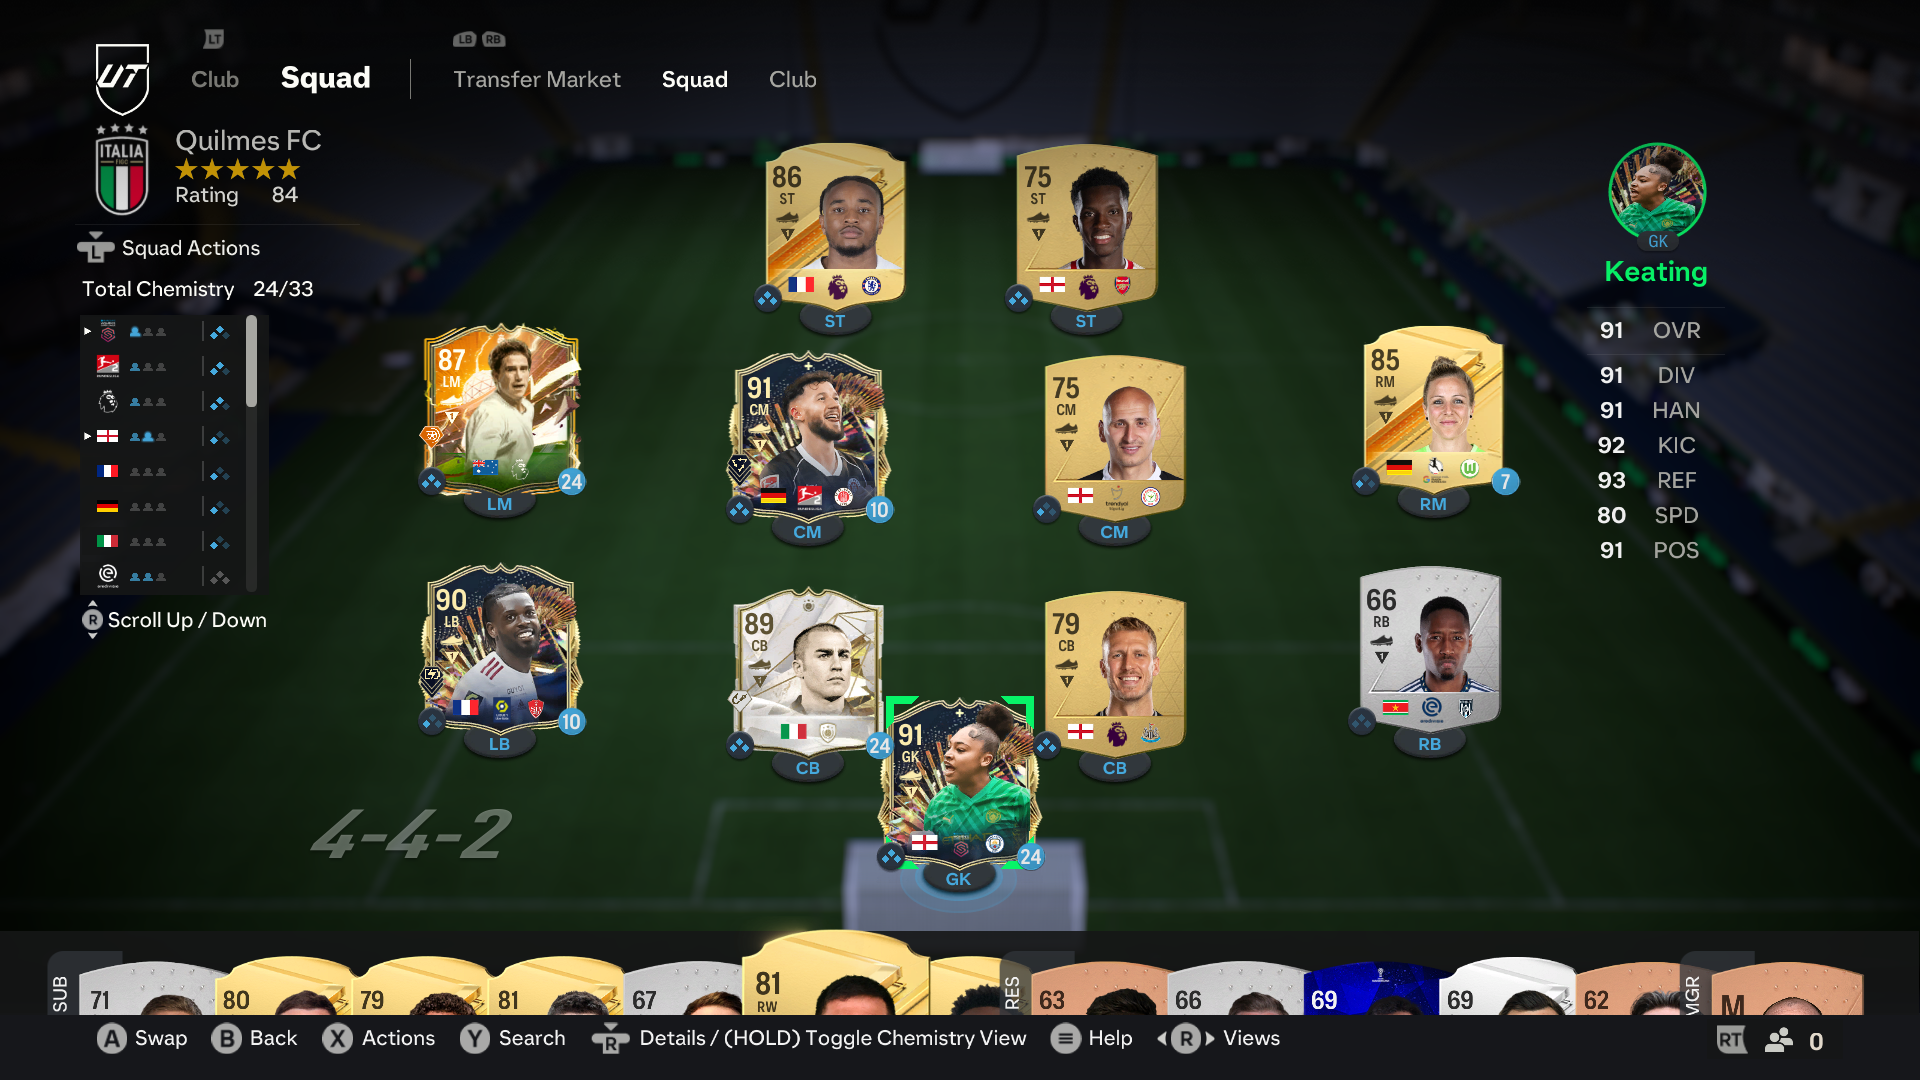 LT
LB RB
UT
Club Squad Transfer Market Squad Club
ITALIA
Quilmes FC
Rating 84
L Squad Actions
Total Chemistry 24/33
R Scroll Up / Down
86
ST
ST
75
ST
ST
87
LM
24
LM
91
CM
10
CM
75
CM
CM
85
RM
7
RM
90
LB
10
LB
89
CB
24
CB
79
CB
CB
66
RB
RB
91
GK
24
GK
4-4-2
GK
Keating
91 OVR
91 DIV
91 HAN
92 KIC
93 REF
80 SPD
91 POS
SUB
71
80
79
81
67
81
RW
RES
63
66
69
69
62
MGR
M
A Swap B Back X Actions Y Search R Details / (HOLD) Toggle Chemistry View Help R Views
RT 0